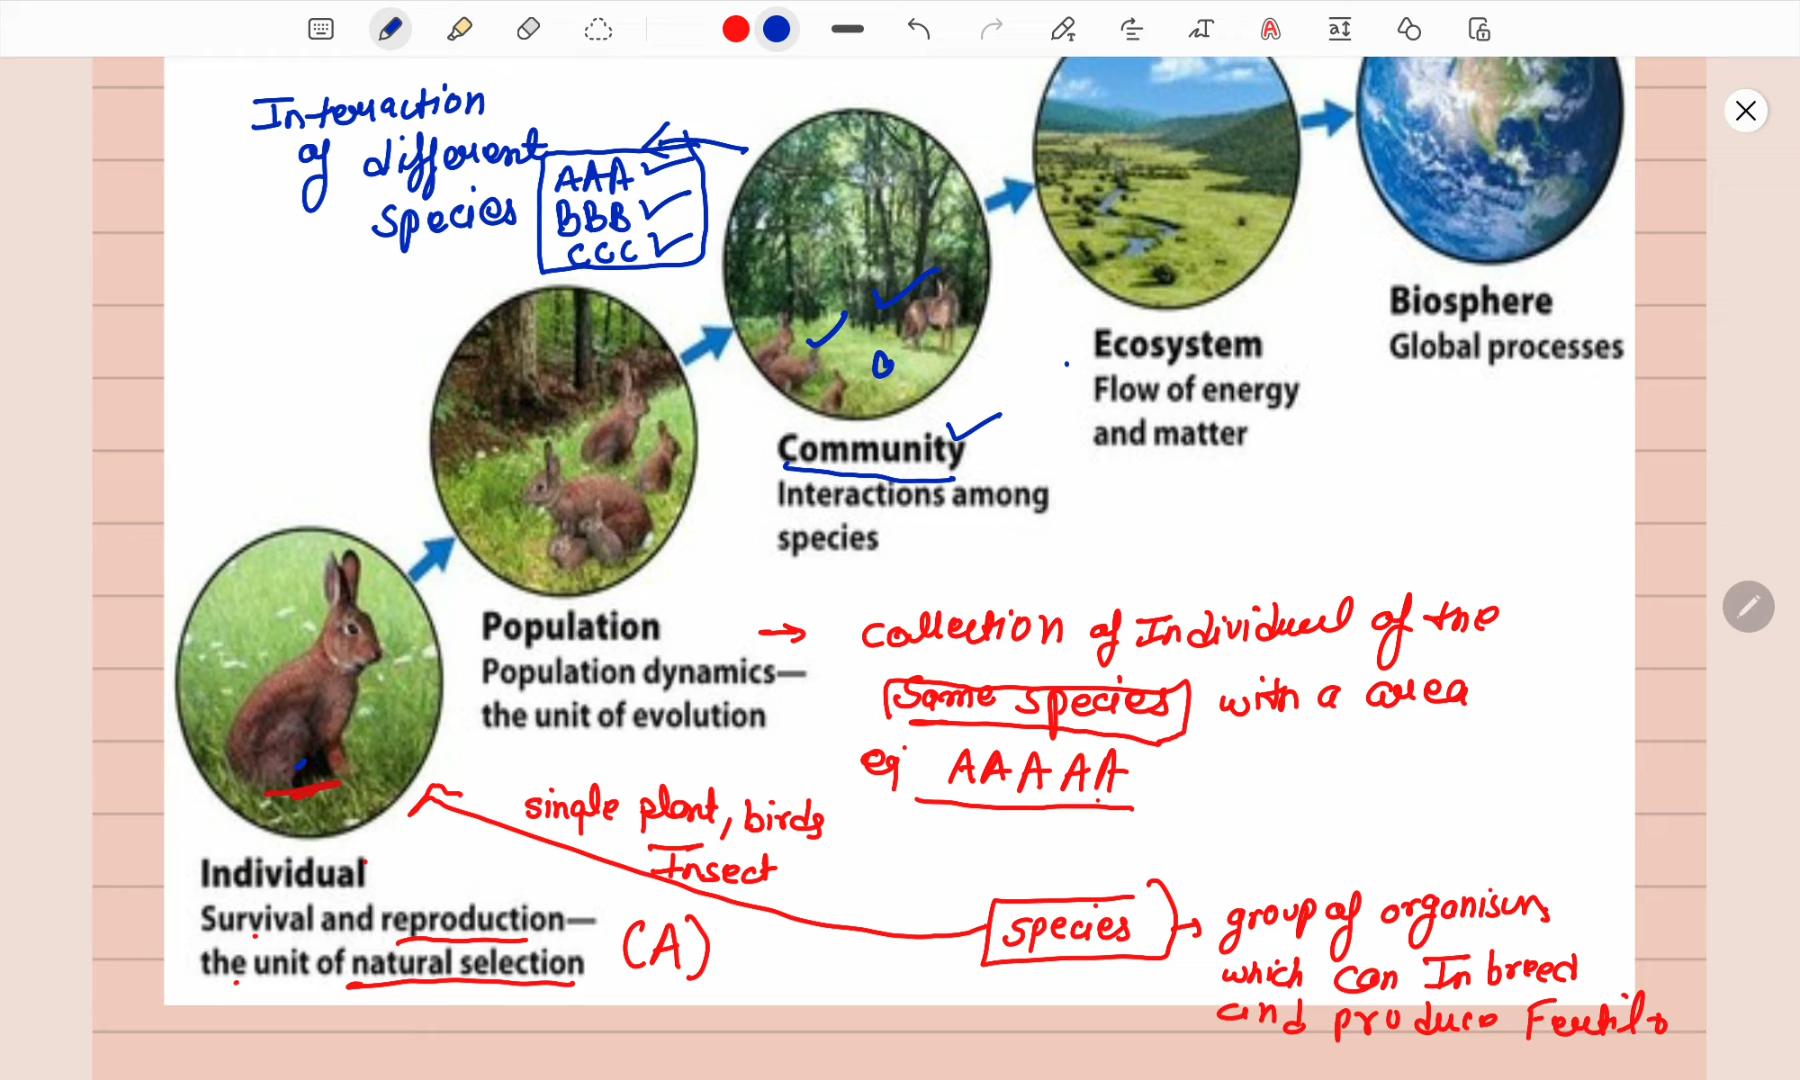 Interaction
of different
species
AAA
BBB
CCC
Biosphere
Global processes
Ecosystem
Flow of energy
and matter
Community
Interactions among
species
Population
Population dynamics—
the unit of evolution
→ collection of Individual of the
same species with a area
eg AAAAA
single plant, birds
Insect
Individual
Survival and reproduction—
the unit of natural selection
(A)
species
group of organism,
which can In breed
and produce Fertile